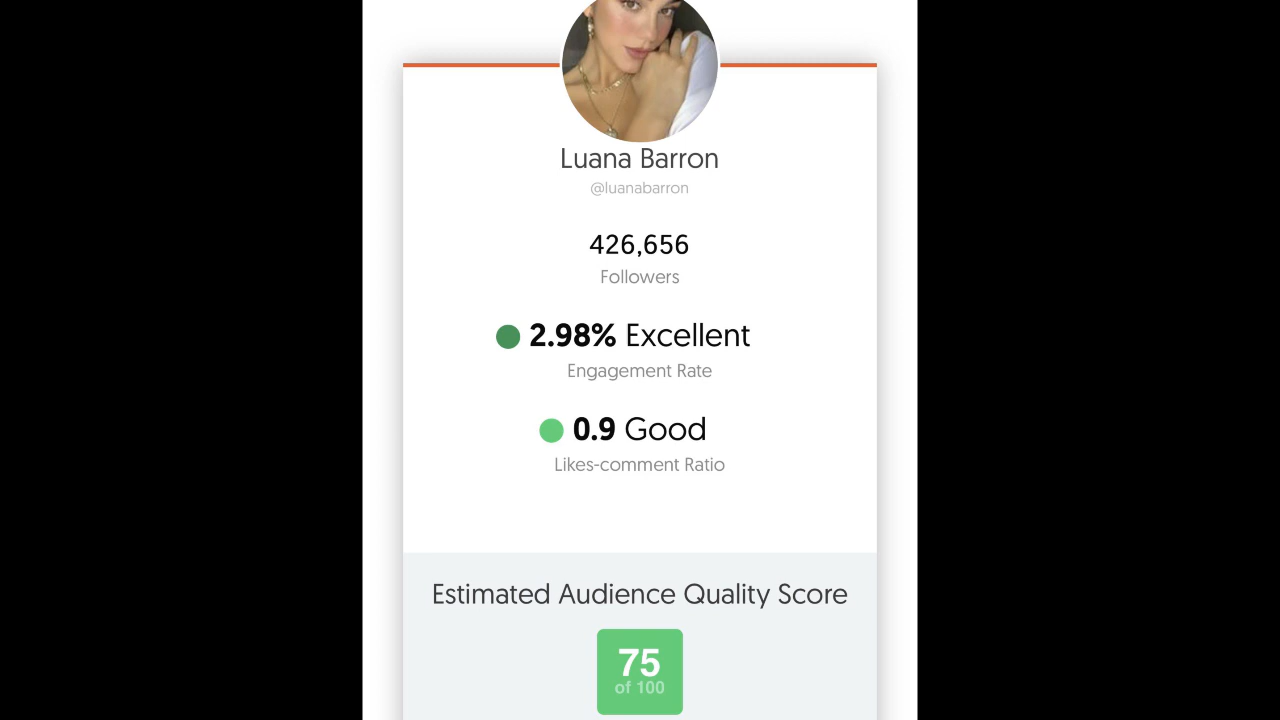 Luana Barron
@luanabarron
426,656
Followers
2.98% Excellent
Engagement Rate
0.9 Good
Likes-comment Ratio
Estimated Audience Quality Score
75
of 100